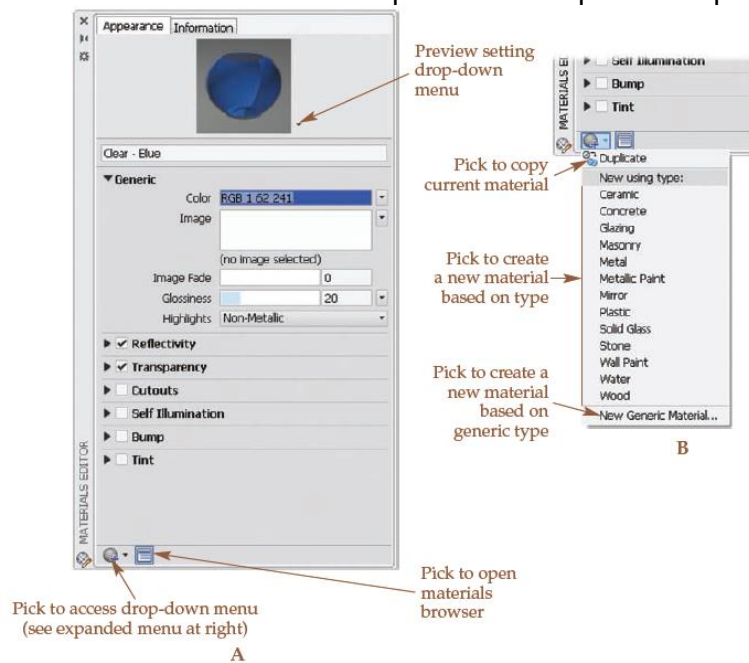 Appearance
Information
Preview setting
drop-down
menu
Clear - Blue
Generic
Color
RGB 1 62 241
Image
(no image selected)
Image Fade
0
Glossiness
20
Highlights
Non-Metallic
Reflectivity
Transparency
Cutouts
Self Illumination
Bump
Tint
MATERIALS EDITOR
Pick to access drop-down menu
(see expanded menu at right)
A
Pick to open
materials
browser
Self Illumination
Bump
Tint
Pick to copy
current material
Duplicate
New using type:
Ceramic
Concrete
Glazing
Masonry
Metal
Metallic Paint
Mirror
Plastic
Solid Glass
Stone
Wall Paint
Water
Wood
New Generic Material...
Pick to create
a new material
based on type
Pick to create a
new material
based on
generic type
B